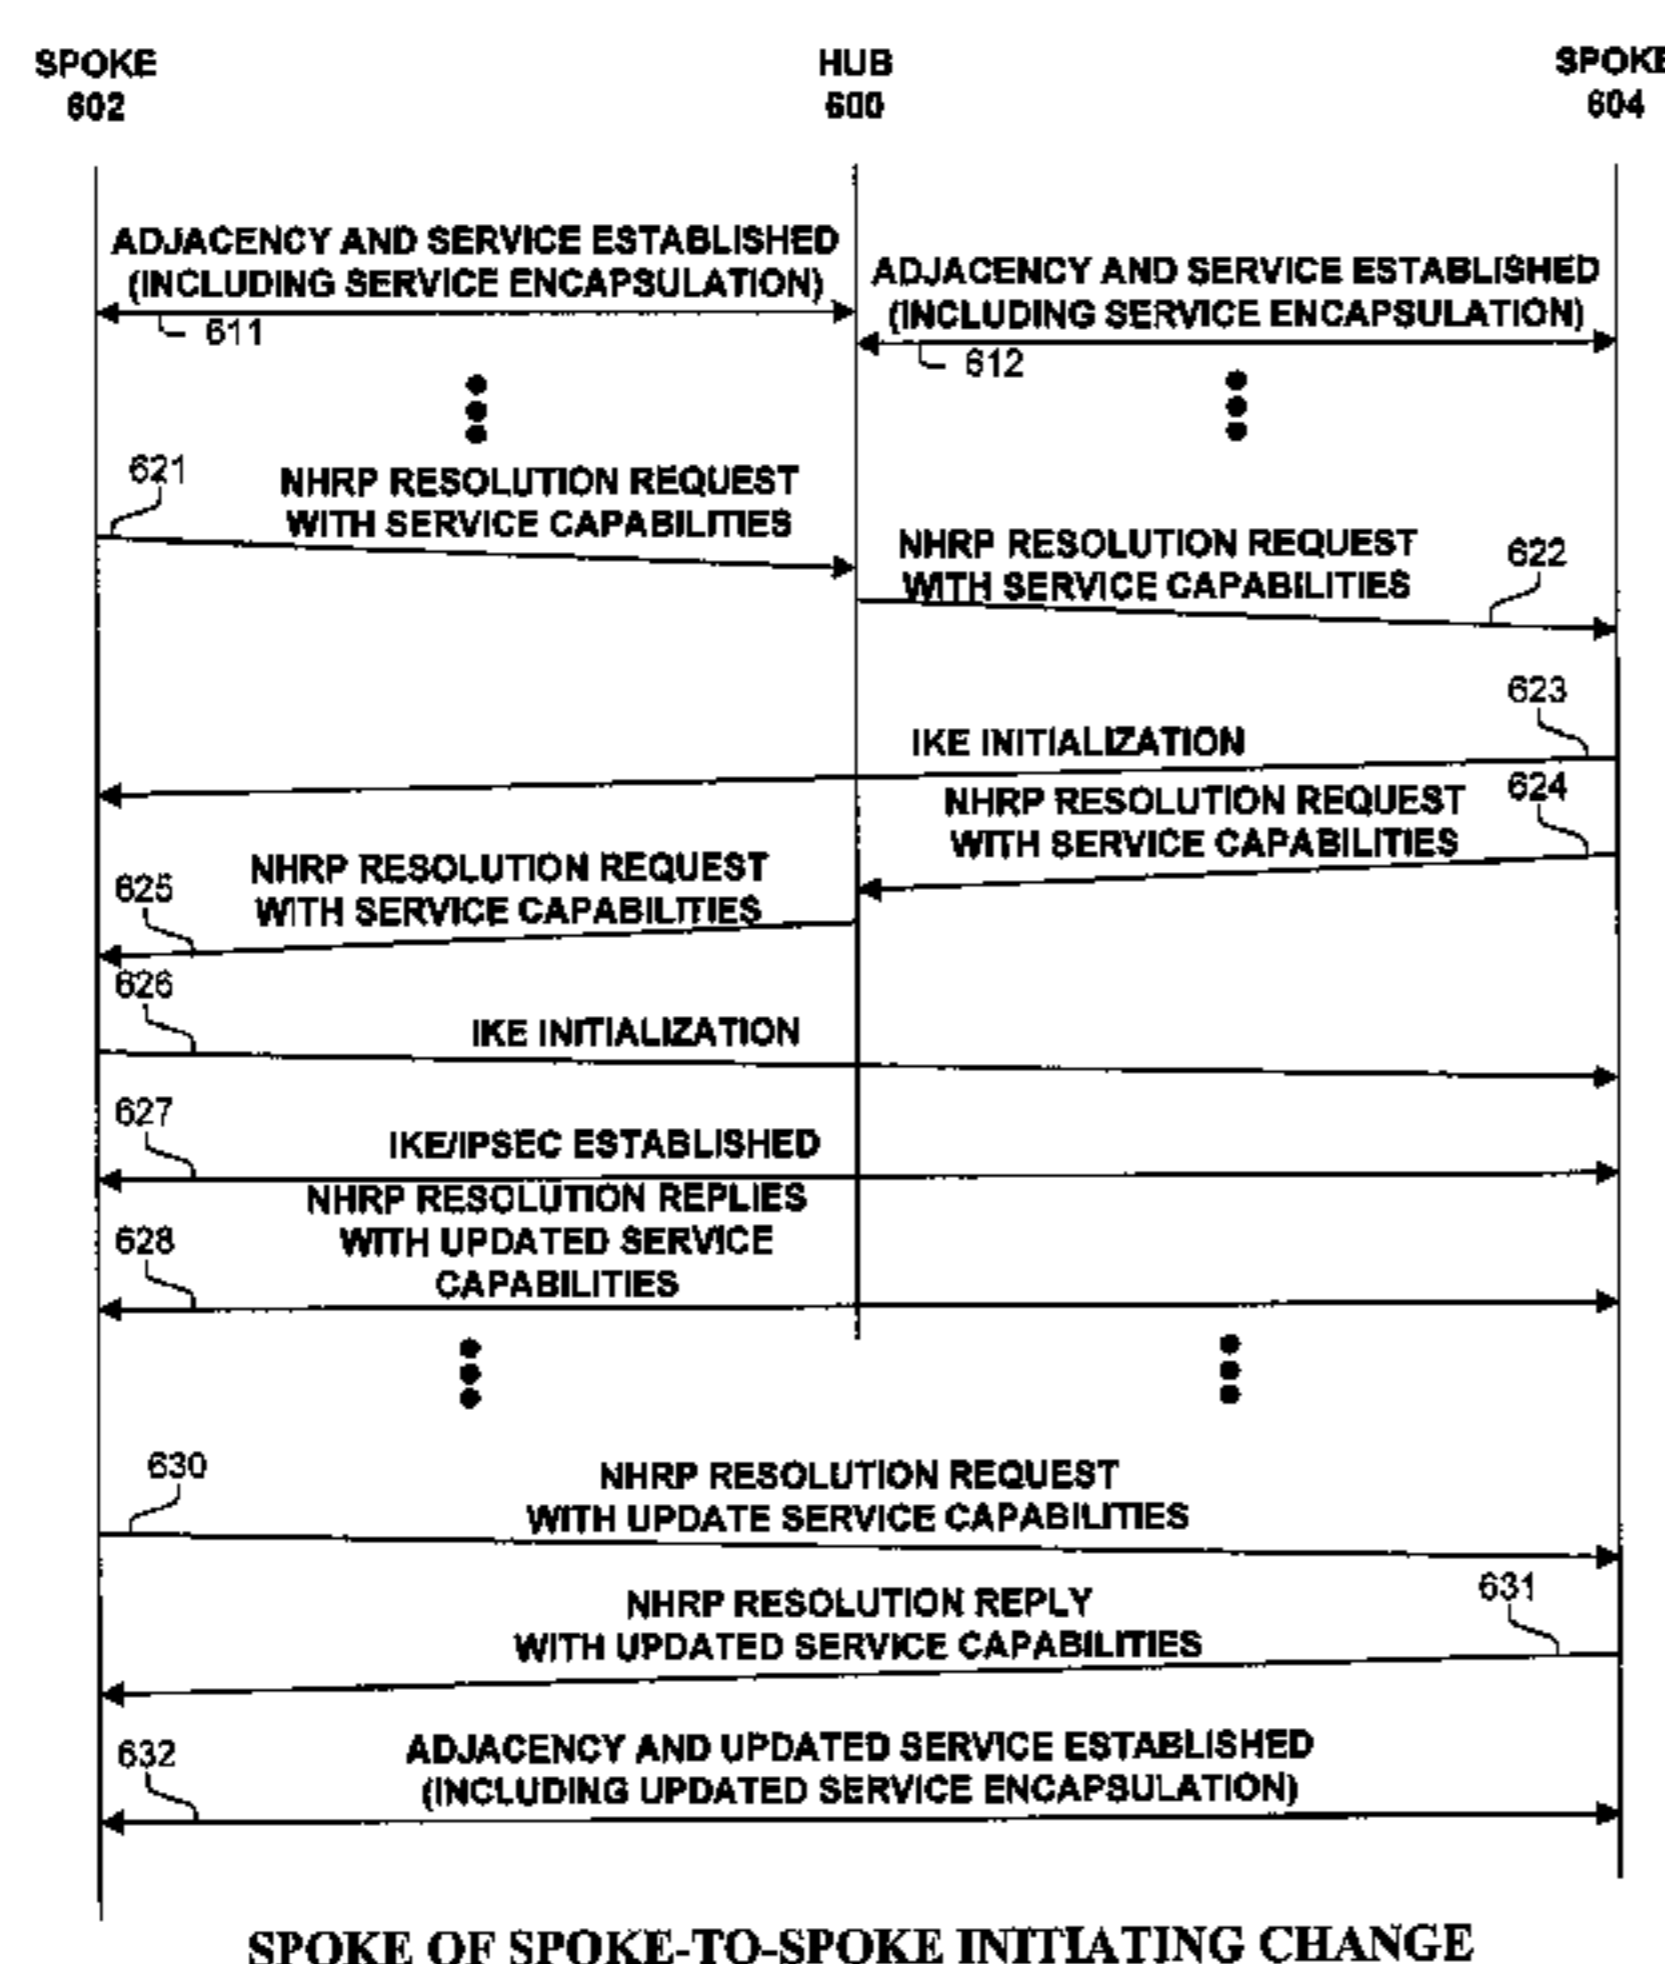 SPOKE
602
HUB
600
SPOKE
604
ADJACENCY AND SERVICE ESTABLISHED
(INCLUDING SERVICE ENCAPSULATION)
611
ADJACENCY AND SERVICE ESTABLISHED
(INCLUDING SERVICE ENCAPSULATION)
612
621
NHRP RESOLUTION REQUEST
WITH SERVICE CAPABILITIES
NHRP RESOLUTION REQUEST
WITH SERVICE CAPABILITIES
622
623
IKE INITIALIZATION
NHRP RESOLUTION REQUEST
WITH SERVICE CAPABILITIES
624
NHRP RESOLUTION REQUEST
WITH SERVICE CAPABILITIES
625
626
IKE INITIALIZATION
627
IKE/IPSEC ESTABLISHED
NHRP RESOLUTION REPLIES
WITH UPDATED SERVICE
CAPABILITIES
628
630
NHRP RESOLUTION REQUEST
WITH UPDATE SERVICE CAPABILITIES
631
NHRP RESOLUTION REPLY
WITH UPDATED SERVICE CAPABILITIES
632
ADJACENCY AND UPDATED SERVICE ESTABLISHED
(INCLUDING UPDATED SERVICE ENCAPSULATION)
SPOKE OF SPOKE-TO-SPOKE INITIATING CHANGE